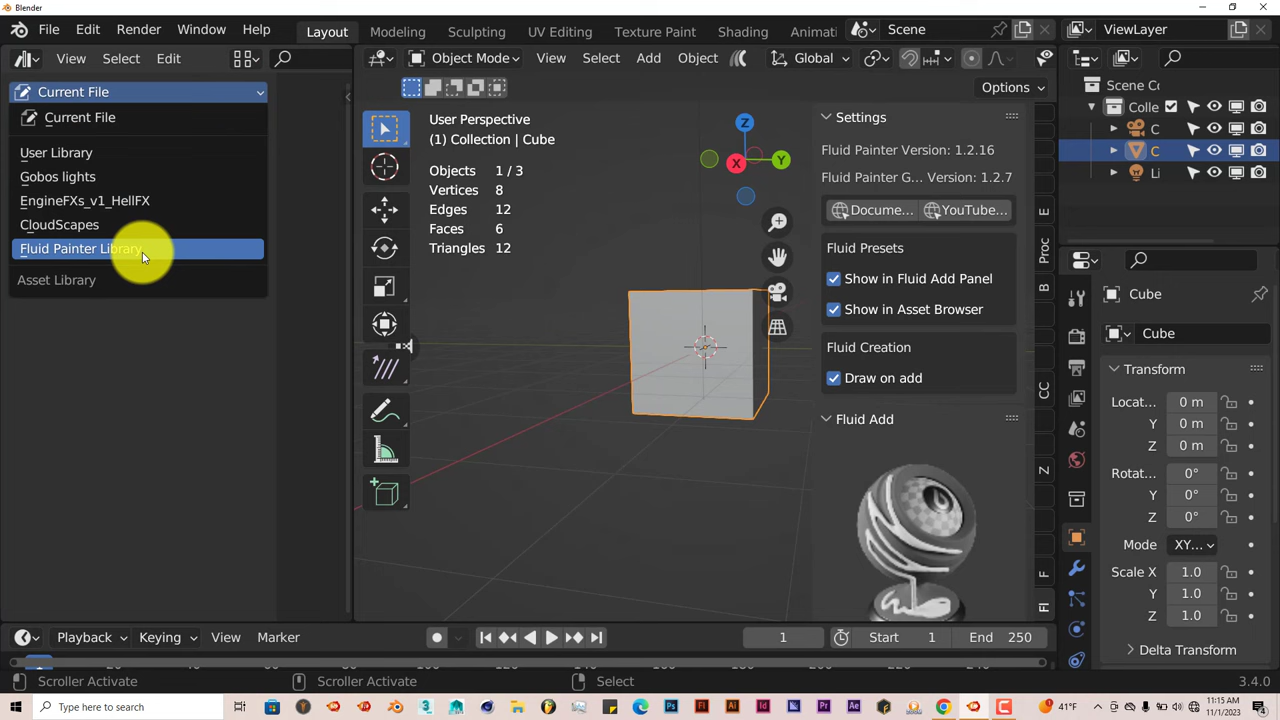 Blender
File Edit Render Window Help Layout Modeling Sculpting UV Editing Texture Paint Shading Animati Scene ViewLayer
View Select Edit Object Mode View Select Add Object Global
Current File
Options
Current File
User Library
Gobos lights
EngineFXs_v1_HellFX
CloudScapes
Fluid Painter Library
Asset Library
User Perspective
(1) Collection | Cube
Objects 1 / 3
Vertices 8
Edges 12
Faces 6
Triangles 12
Z
Y
X
Settings
Fluid Painter Version: 1.2.16
Fluid Painter G... Version: 1.2.7
Docume... YouTube...
Fluid Presets
Show in Fluid Add Panel
Show in Asset Browser
Fluid Creation
Draw on add
Fluid Add
E
Proc
B
CC
Z
F
Fl
Scene Co
Colle
C
C
Li
Cube
Cube
Transform
Locat... 0 m
Y 0 m
Z 0 m
Rotat... 0°
Y 0°
Z 0°
Mode XY...
Scale X 1.0
Y 1.0
Z 1.0
Delta Transform
Playback Keying View Marker 1 Start 1 End 250
Scroller Activate Scroller Activate Select 3.4.0
Type here to search 41°F 11:15 AM
11/1/2023